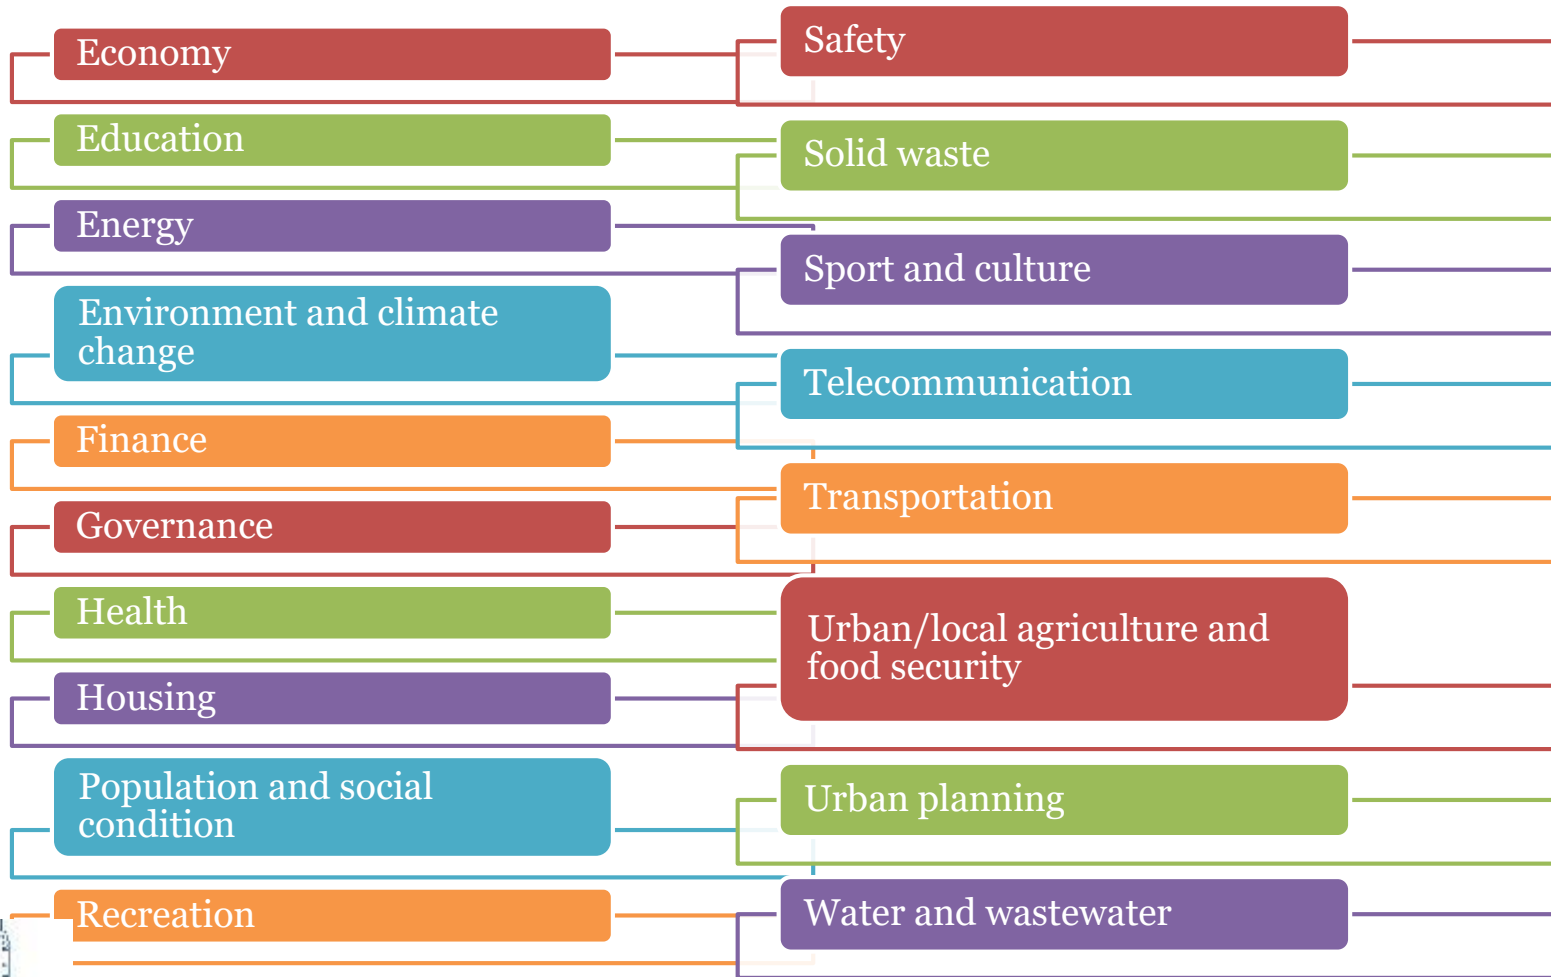 Economy
Education
Energy
Environment and climate
change
Finance
Governance
Health
Housing
Population and social
condition
Recreation
Safety
Solid waste
Sport and culture
Telecommunication
Transportation
Urban/local agriculture and
food security
Urban planning
Water and wastewater